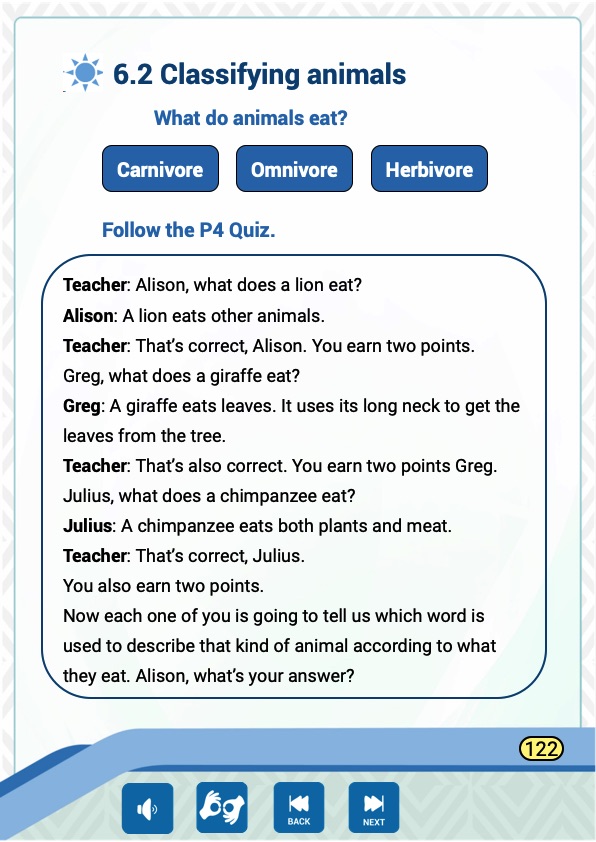 6.2 Classifying animals
What do animals eat?
Carnivore
Omnivore
Herbivore
Follow the P4 Quiz.
Teacher: Alison, what does a lion eat?
Alison: A lion eats other animals.
Teacher: That’s correct, Alison. You earn two points.
Greg, what does a giraffe eat?
Greg: A giraffe eats leaves. It uses its long neck to get the
leaves from the tree.
Teacher: That’s also correct. You earn two points Greg.
Julius, what does a chimpanzee eat?
Julius: A chimpanzee eats both plants and meat.
Teacher: That’s correct, Julius.
You also earn two points.
Now each one of you is going to tell us which word is
used to describe that kind of animal according to what
they eat. Alison, what’s your answer?
122
BACK
NEXT